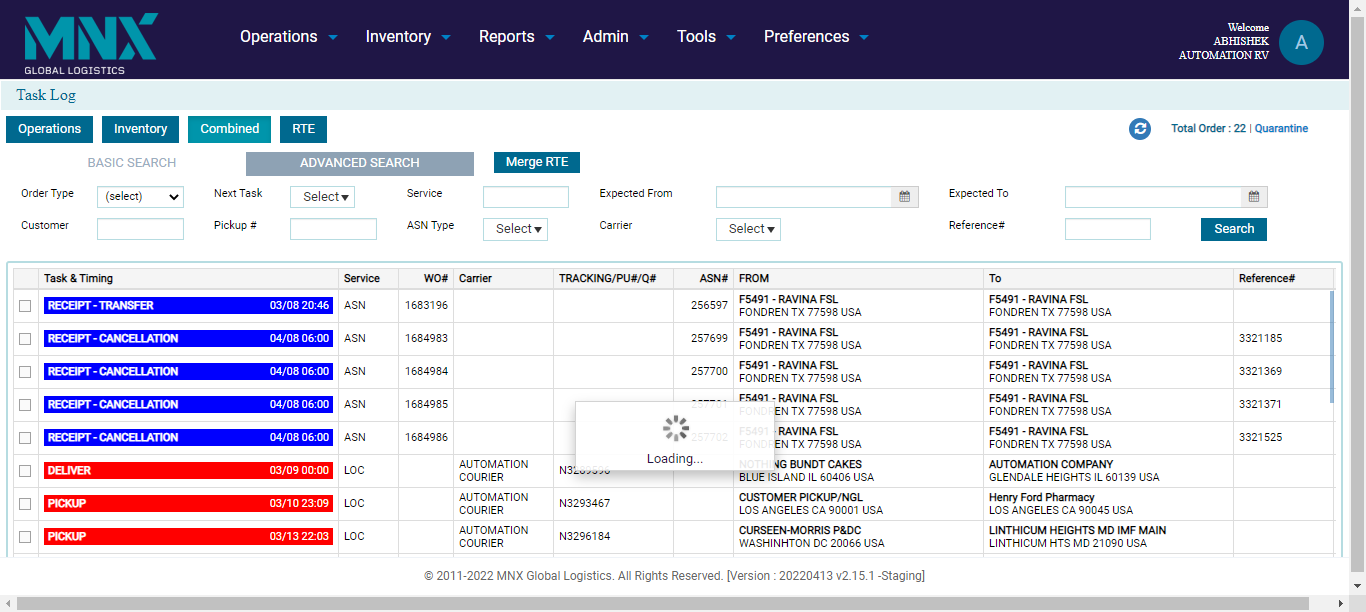 MNX
GLOBAL LOGISTICS
Operations Inventory Reports Admin Tools Preferences
Welcome
ABHISHEK
AUTOMATION RV
A
Task Log
Operations Inventory Combined RTE
Total Order : 22 | Quarantine
BASIC SEARCH ADVANCED SEARCH Merge RTE
Order Type (select) Next Task Select Service Expected From Expected To
Customer Pickup # ASN Type Select Carrier Select Reference# Search
Task & Timing Service WO# Carrier TRACKING/PU#/Q# ASN# FROM To Reference#
RECEIPT - TRANSFER 03/08 20:46 ASN 1683196 256597 F5491 - RAVINA FSL F5491 - RAVINA FSL
FONDREN TX 77598 USA FONDREN TX 77598 USA
RECEIPT - CANCELLATION 04/08 06:00 ASN 1684983 257699 F5491 - RAVINA FSL F5491 - RAVINA FSL 3321185
FONDREN TX 77598 USA FONDREN TX 77598 USA
RECEIPT - CANCELLATION 04/08 06:00 ASN 1684984 257700 F5491 - RAVINA FSL F5491 - RAVINA FSL 3321369
FONDREN TX 77598 USA FONDREN TX 77598 USA
RECEIPT - CANCELLATION 04/08 06:00 ASN 1684985 F5491 - RAVINA FSL F5491 - RAVINA FSL 3321371
FONDREN TX 77598 USA FONDREN TX 77598 USA
RECEIPT - CANCELLATION 04/08 06:00 ASN 1684986 257702 F5491 - RAVINA FSL F5491 - RAVINA FSL 3321525
FONDREN TX 77598 USA FONDREN TX 77598 USA
Loading...
DELIVER 03/09 00:00 LOC AUTOMATION COURIER NOTHING BUNDT CAKES AUTOMATION COMPANY
BLUE ISLAND IL 60406 USA GLENDALE HEIGHTS IL 60139 USA
PICKUP 03/10 23:09 LOC AUTOMATION COURIER N3293467 CUSTOMER PICKUP/NGL Henry Ford Pharmacy
LOS ANGELES CA 90001 USA LOS ANGELES CA 90045 USA
PICKUP 03/13 22:03 LOC AUTOMATION COURIER N3296184 CURSEEN-MORRIS P&DC LINTHICUM HEIGHTS MD IMF MAIN
WASHINHTON DC 20066 USA LINTHICUM HTS MD 21090 USA
© 2011-2022 MNX Global Logistics. All Rights Reserved. [Version : 20220413 v2.15.1 -Staging]